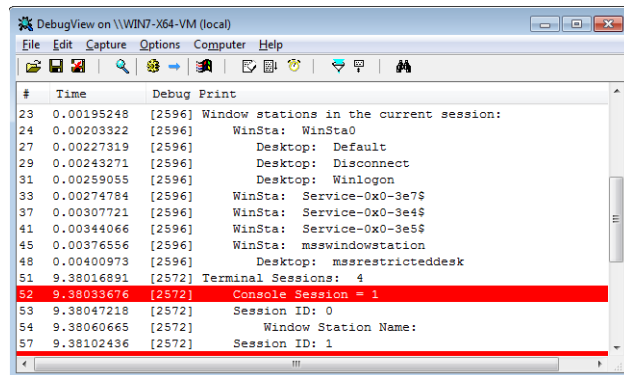 DebugView on \\WIN7-X64-VM (local)
File Edit Capture Options Computer Help
# Time Debug Print
23 0.00195248 [2596] Window stations in the current session:
24 0.00203322 [2596] WinSta: WinSta0
27 0.00227319 [2596] Desktop: Default
29 0.00243271 [2596] Desktop: Disconnect
31 0.00259055 [2596] Desktop: Winlogon
33 0.00274784 [2596] WinSta: Service-0x0-3e7$
37 0.00307721 [2596] WinSta: Service-0x0-3e4$
41 0.00344066 [2596] WinSta: Service-0x0-3e5$
45 0.00376556 [2596] WinSta: msswindowstation
48 0.00400973 [2596] Desktop: mssrestricteddesk
51 9.38016891 [2572] Terminal Sessions: 4
52 9.38033676 [2572] Console Session = 1
53 9.38047218 [2572] Session ID: 0
54 9.38060665 [2572] Window Station Name:
57 9.38102436 [2572] Session ID: 1